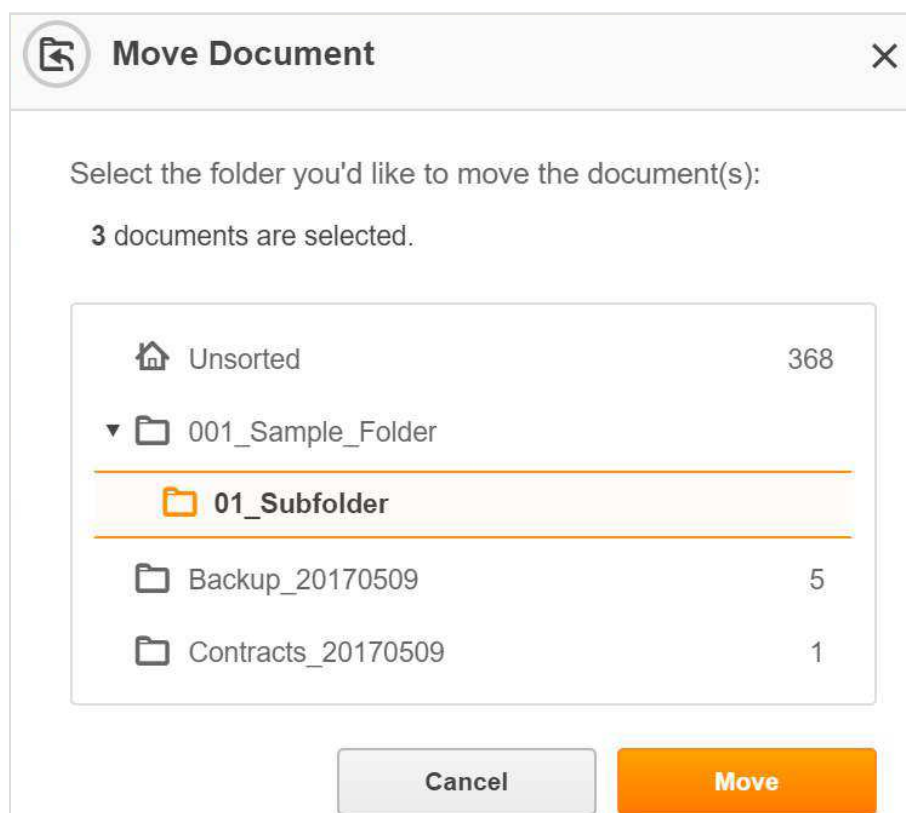 Move Document
Select the folder you'd like to move the document(s):
3 documents are selected.
Unsorted 368
001_Sample_Folder
01_Subfolder
Backup_20170509 5
Contracts_20170509 1
Cancel Move